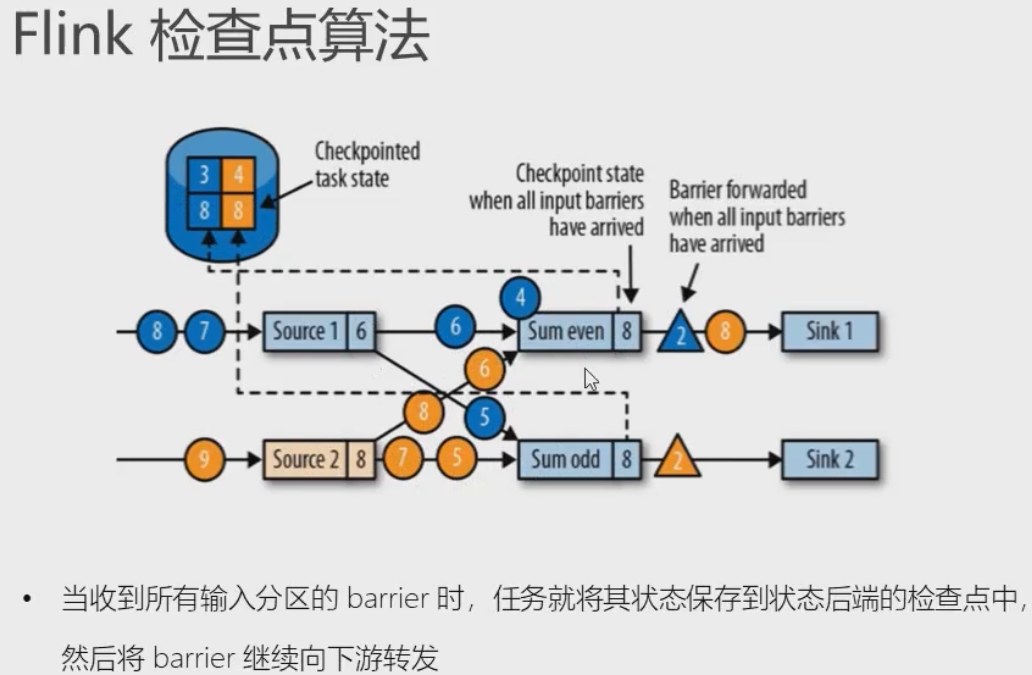 Flink 检查点算法
Checkpointed
task state
3 4
8 8
Checkpoint state
when all input barriers
have arrived
Barrier forwarded
when all input barriers
have arrived
4
8 7 Source 1 6 6 Sum even 8 2 8 Sink 1
6
8 5
9 Source 2 8 7 5 Sum odd 8 2 Sink 2
• 当收到所有输入分区的 barrier 时，任务就将其状态保存到状态后端的检查点中，
然后将 barrier 继续向下游转发